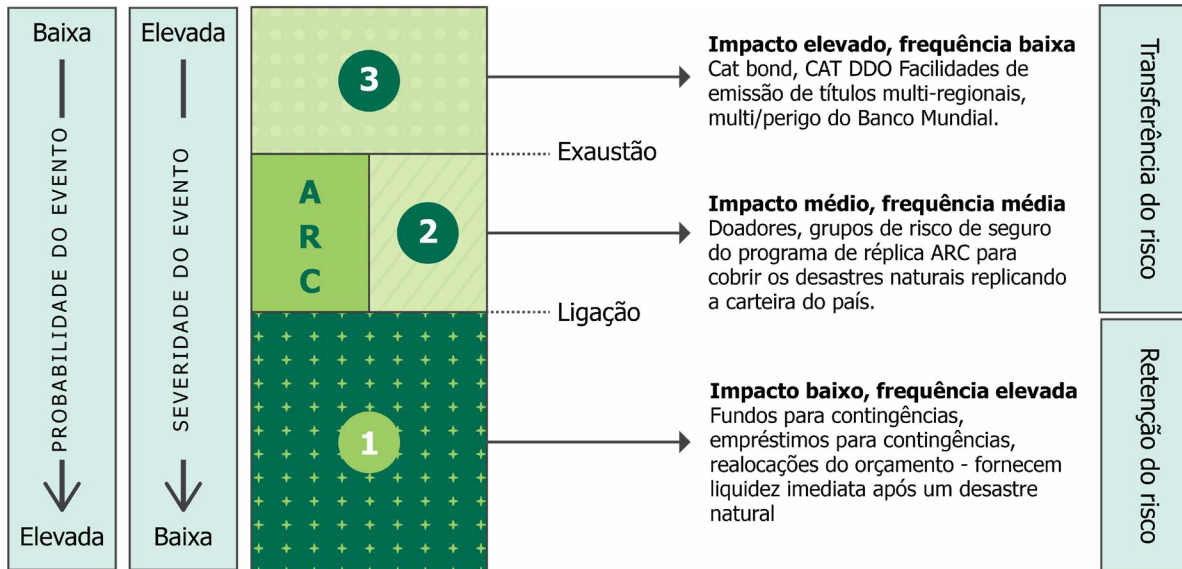 Baixa
PROBABILIDADE DO EVENTO
Elevada
Elevada
SEVERIDADE DO EVENTO
Baixa
3
A
R
C
2
1
Exaustão
Ligação
Impacto elevado, frequência baixa
Cat bond, CAT DDO Facilidades de
emissão de títulos multi-regionais,
multi/perigo do Banco Mundial.
Impacto médio, frequência média
Doadores, grupos de risco de seguro
do programa de réplica ARC para
cobrir os desastres naturais replicando
a carteira do país.
Impacto baixo, frequência elevada
Fundos para contingências,
empréstimos para contingências,
realocações do orçamento - fornecem
liquidez imediata após um desastre
natural
Transferência do risco
Retenção do risco